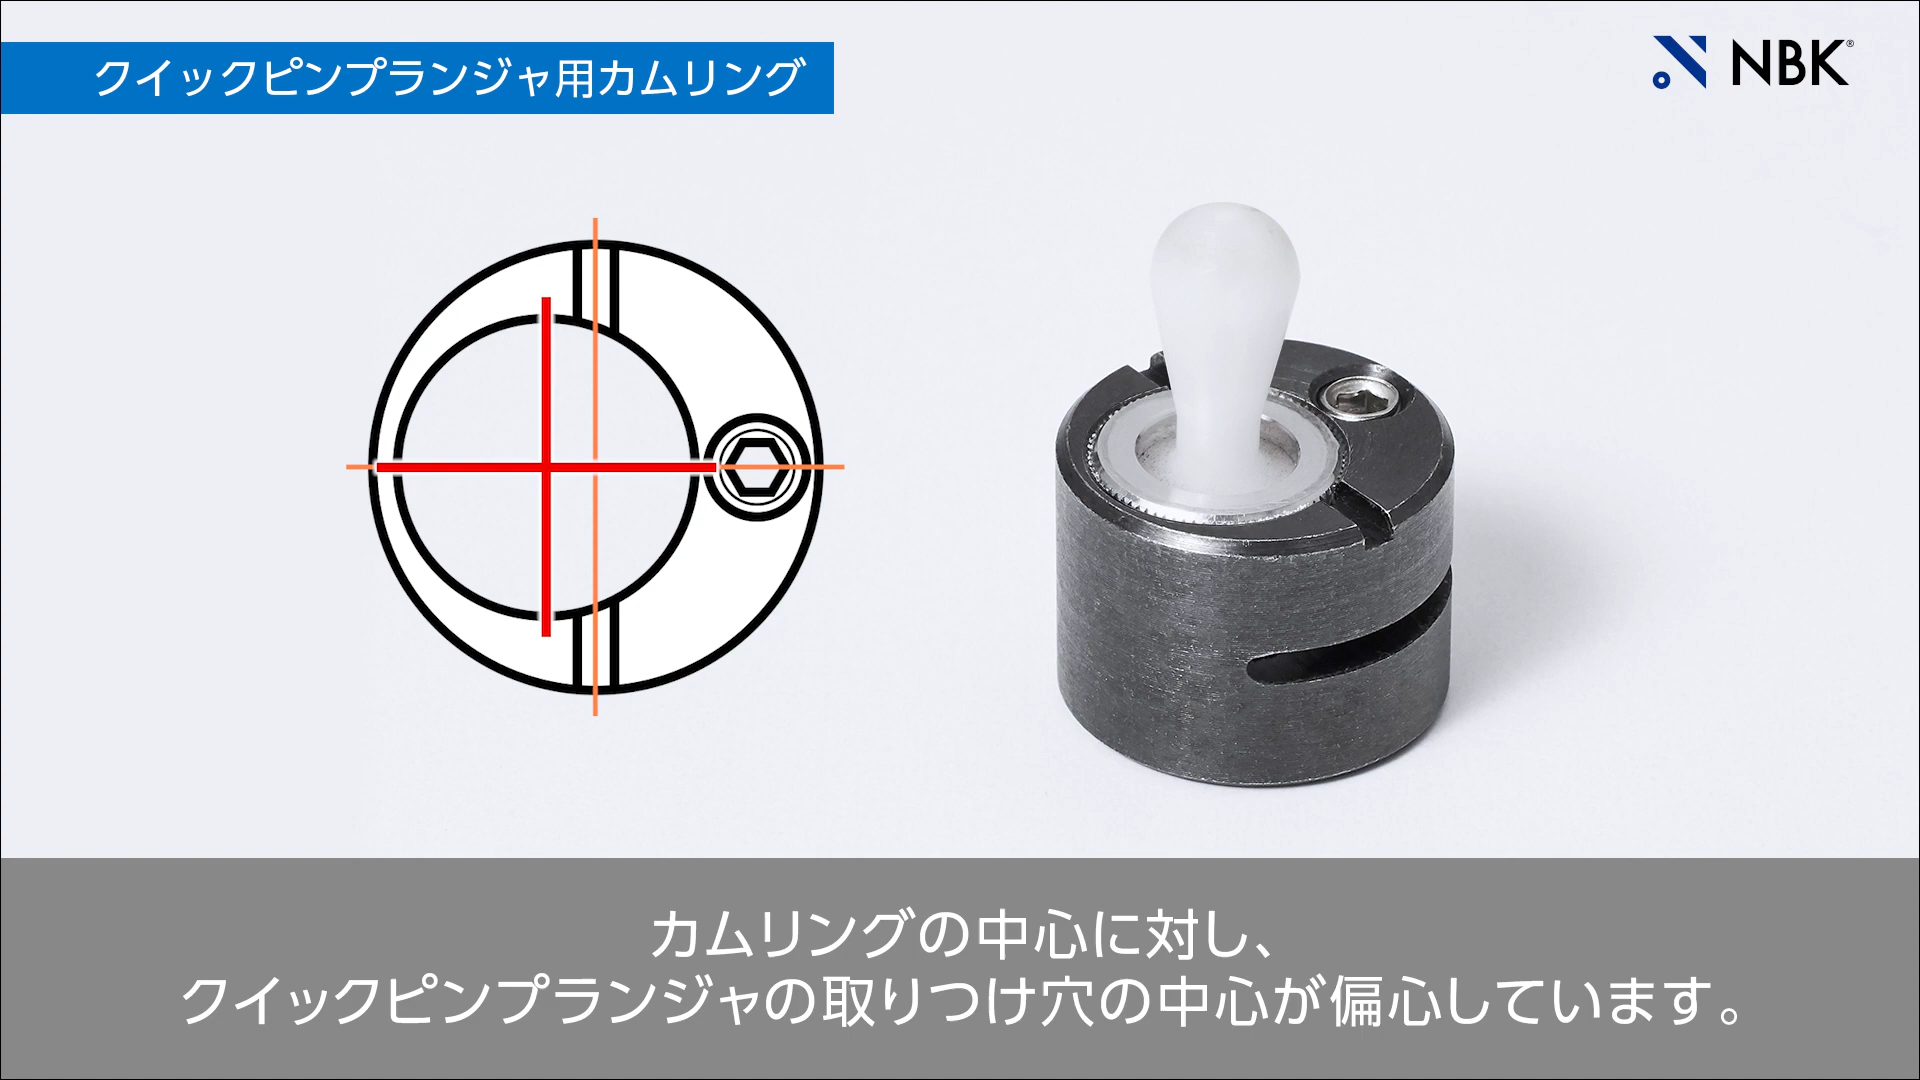 クイックピンプランジャ用カムリング
NBK®
カムリングの中心に対し、
クイックピンプランジャの取りつけ穴の中心が偏心しています。